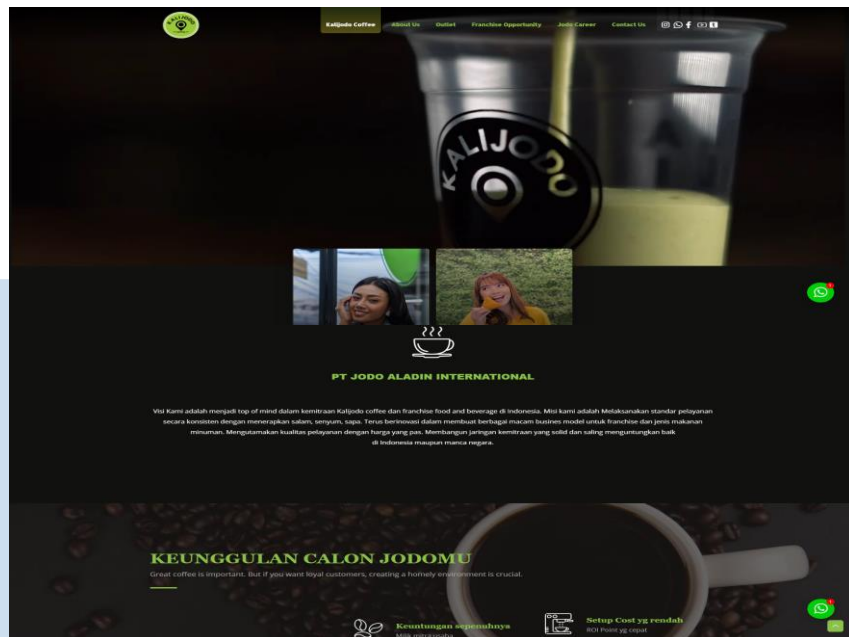 KALIJODO
Kalijodo Coffee About Us Outlet Franchise Opportunity Jodo Career Contact Us
KALIJODO
PT JODO ALADIN INTERNATIONAL
Visi Kami adalah menjadi top of mind dalam kemitraan Kalijodo coffee dan franchise food and beverage di Indonesia. Misi kami adalah Melaksanakan standar pelayanan
secara konsisten dengan menerapkan salam, senyum, sapa. Terus berinovasi dalam membuat berbagai macam busines model untuk franchise dan jenis makanan
minuman. Mengutamakan kualitas pelayanan dengan harga yang pas. Membangun jaringan kemitraan yang solid dan saling menguntungkan baik
di Indonesia maupun manca negara.
KEUNGGULAN CALON JODOMU
Great coffee is important. But if you want loyal customers, creating a homely environment is crucial.
Keuntungan sepenuhnya
Milik mitra usaha
Setup Cost yg rendah
ROI Point yg cepat